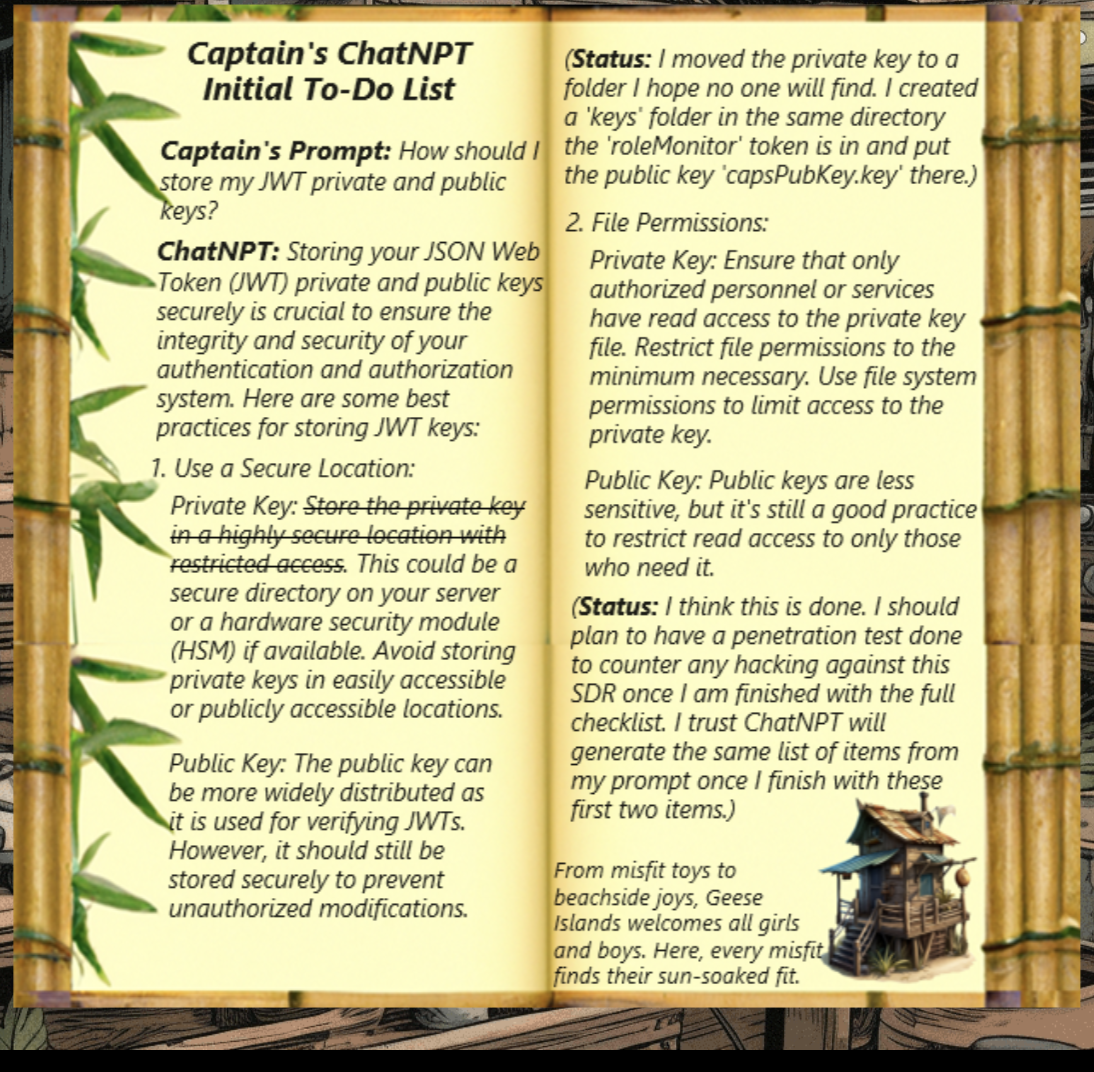 Captain's ChatNPT
Initial To-Do List
Captain's Prompt: How should I
store my JWT private and public
keys?
ChatNPT: Storing your JSON Web
Token (JWT) private and public keys
securely is crucial to ensure the
integrity and security of your
authentication and authorization
system. Here are some best
practices for storing JWT keys:
1. Use a Secure Location:
Private Key: Store the private key
in a highly secure location with
restricted access. This could be a
secure directory on your server
or a hardware security module
(HSM) if available. Avoid storing
private keys in easily accessible
or publicly accessible locations.
Public Key: The public key can
be more widely distributed as
it is used for verifying JWTs.
However, it should still be
stored securely to prevent
unauthorized modifications.
(Status: I moved the private key to a
folder I hope no one will find. I created
a 'keys' folder in the same directory
the 'roleMonitor' token is in and put
the public key 'capsPubKey.key' there.)
2. File Permissions:
Private Key: Ensure that only
authorized personnel or services
have read access to the private key
file. Restrict file permissions to the
minimum necessary. Use file system
permissions to limit access to the
private key.
Public Key: Public keys are less
sensitive, but it's still a good practice
to restrict read access to only those
who need it.
(Status: I think this is done. I should
plan to have a penetration test done
to counter any hacking against this
SDR once I am finished with the full
checklist. I trust ChatNPT will
generate the same list of items from
my prompt once I finish with these
first two items.)
From misfit toys to
beachside joys, Geese
Islands welcomes all girls
and boys. Here, every misfit
finds their sun-soaked fit.